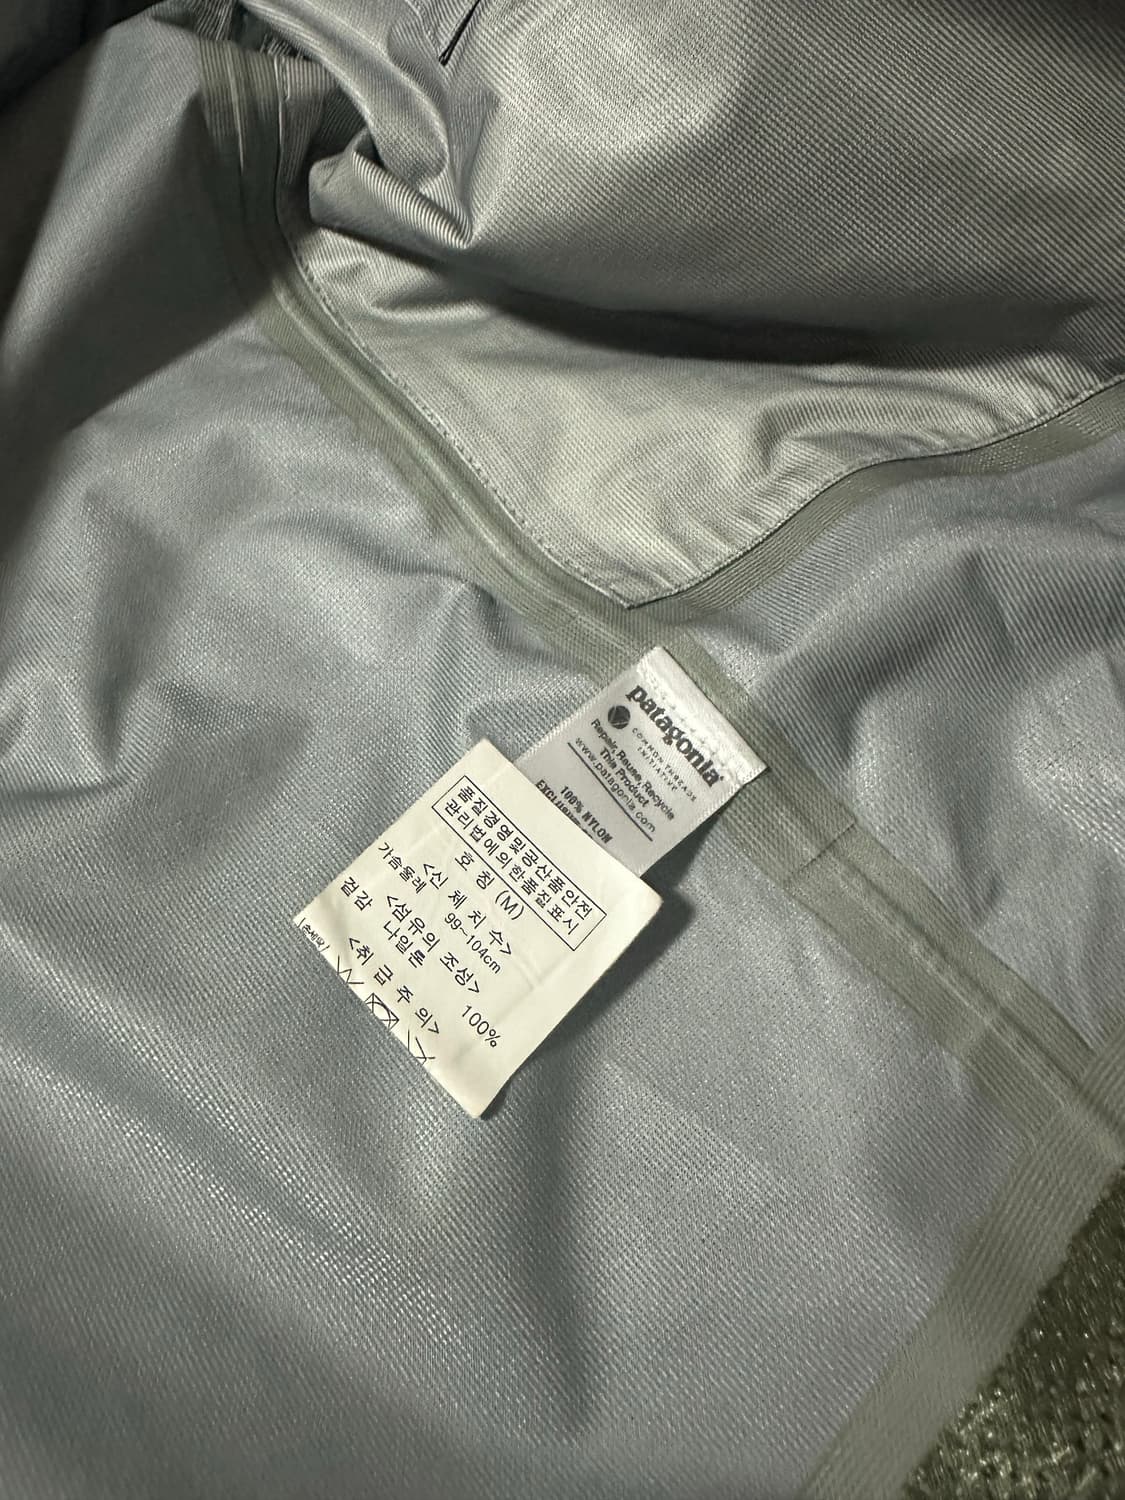 patagonia®
COMMON THREADS
INITIATIVE
Repair, Reuse, Recycle
This Product
www.patagonia.com
100% NYLON
품질경영및공산품안전
관리법에의한품질표시
호 칭 (M)
<신 체 치 수>
가슴둘레 99~104cm
<섬유의 조성>
겉감 나일론 100%
<취 급 주 의>